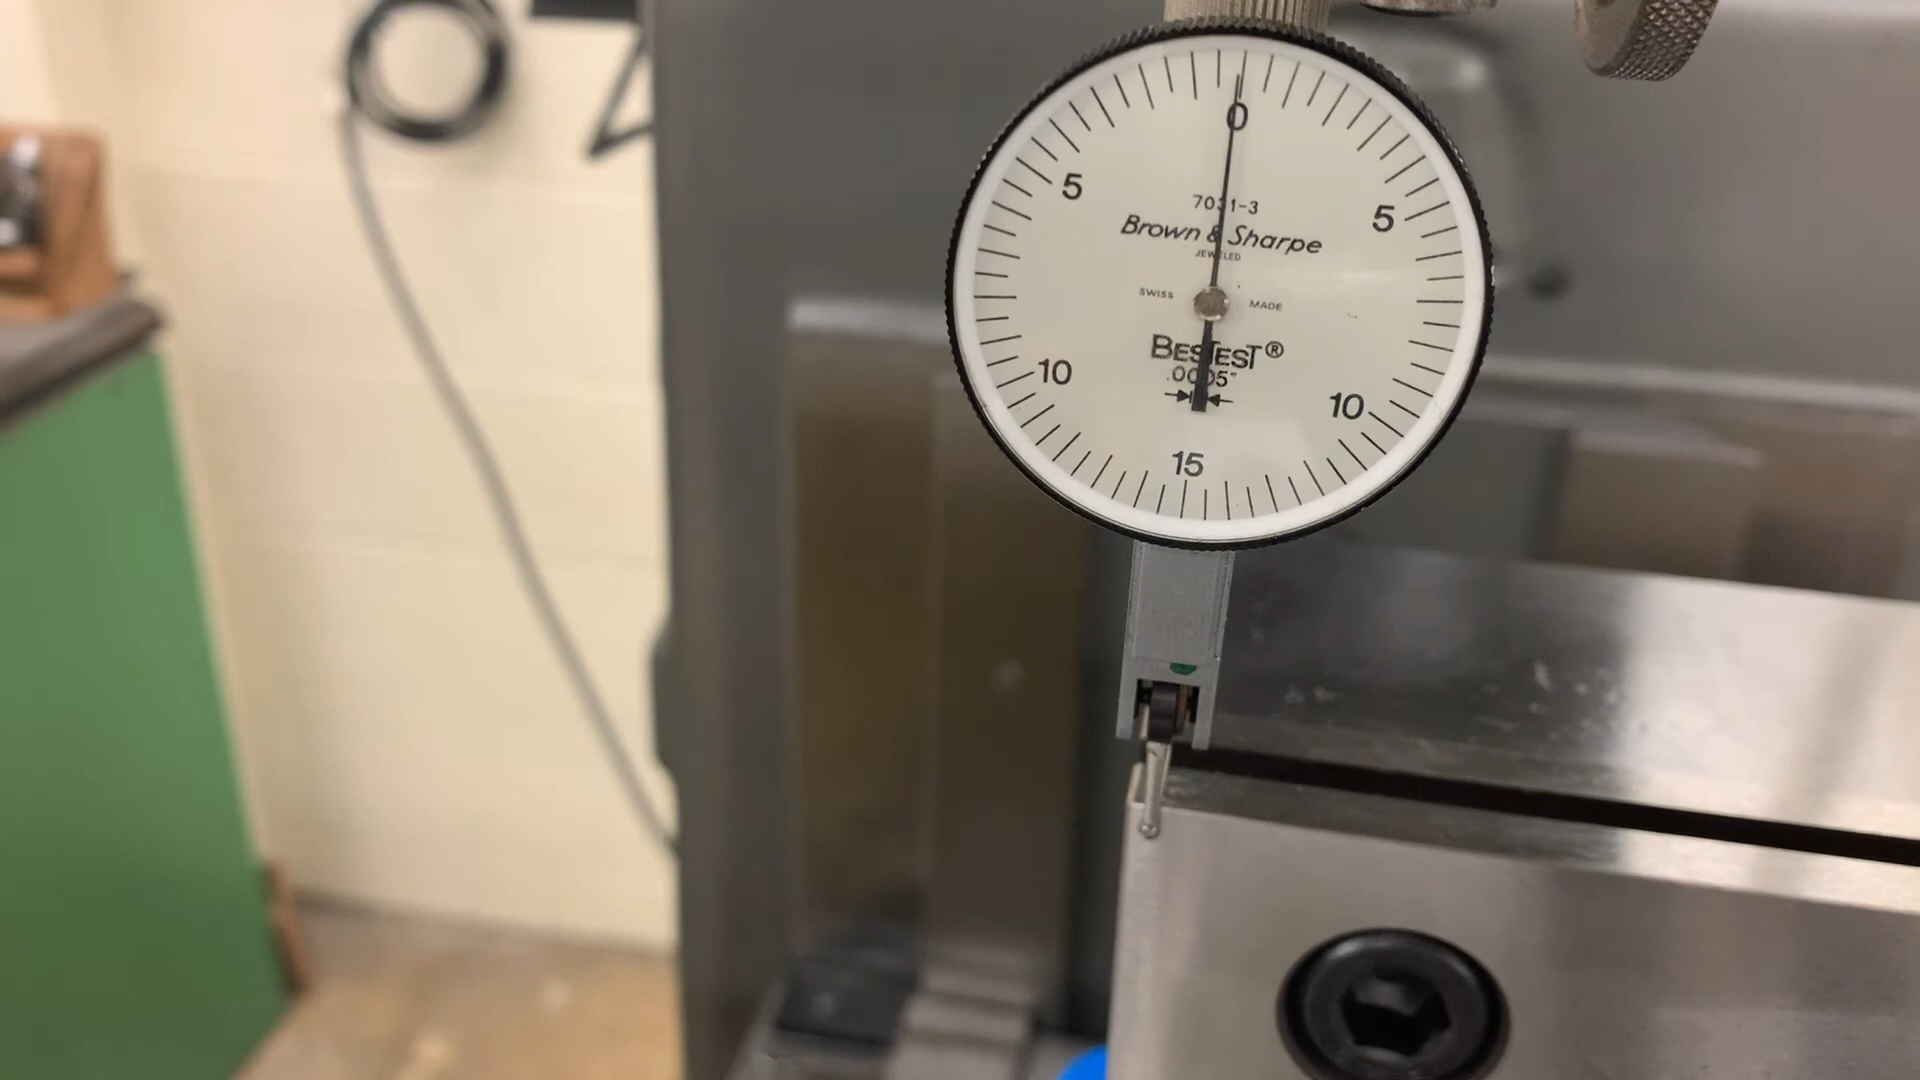 0
5
5
7031-3
Brown & Sharpe
JEWELED
SWISS MADE
BESTEST®
.0005"
10
10
15